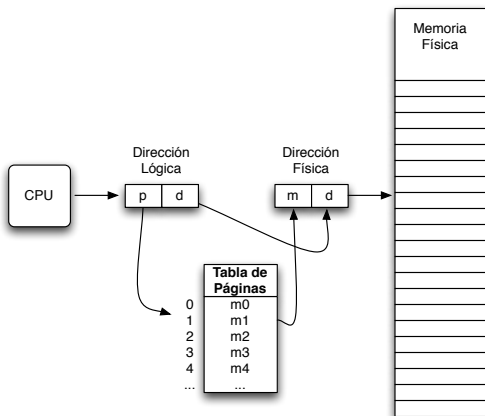 Memoria
Física
Dirección
Lógica
Dirección
Física
CPU
p d
m d
Tabla de
Páginas
0 m0
1 m1
2 m2
3 m3
4 m4
... ...